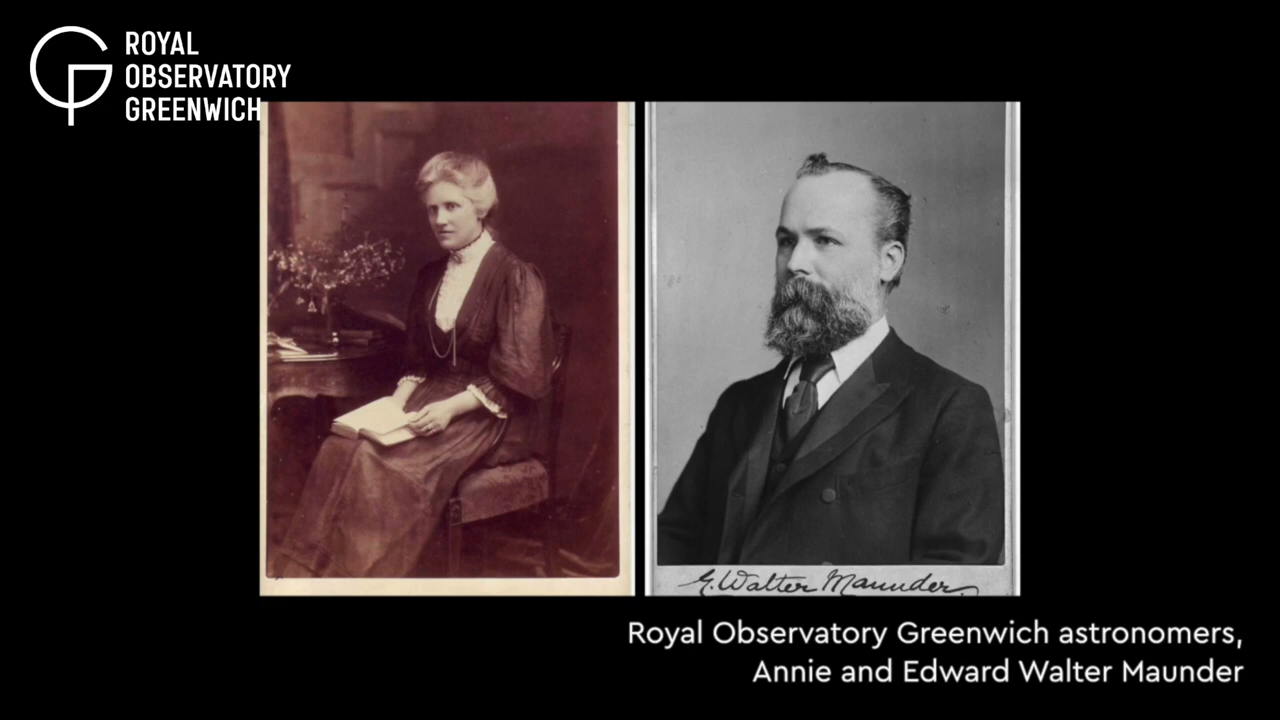 ROYAL
OBSERVATORY
GREENWICH
E. Walter Maunder
Royal Observatory Greenwich astronomers,
Annie and Edward Walter Maunder